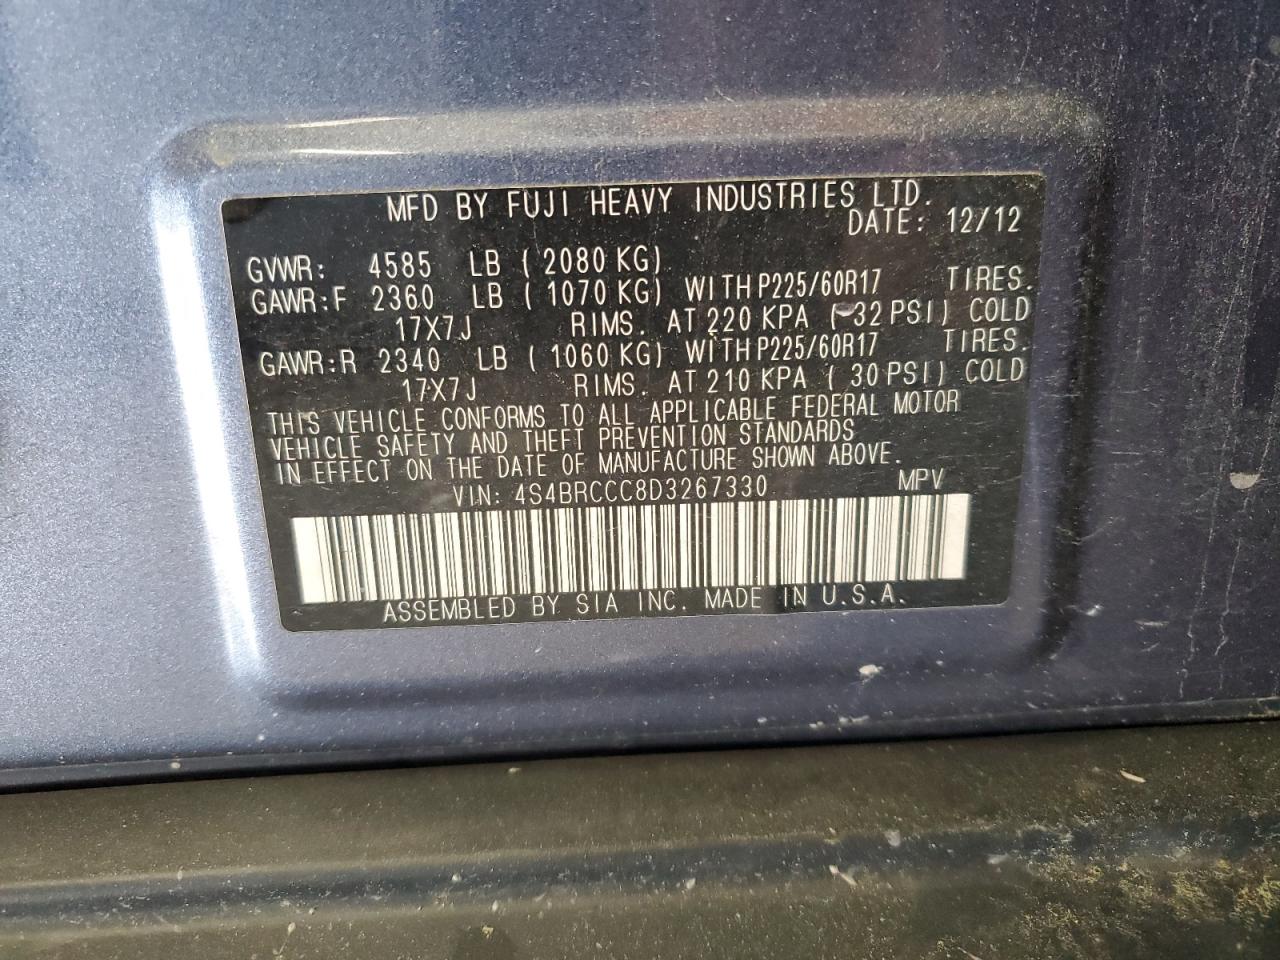 MFD BY FUJI HEAVY INDUSTRIES LTD.
DATE: 12/12
GVWR: 4585 LB ( 2080 KG)
GAWR:F 2360 LB ( 1070 KG) WITH P225/60R17 TIRES.
17X7J RIMS. AT 220 KPA ( 32 PSI) COLD
GAWR:R 2340 LB ( 1060 KG) WITH P225/60R17 TIRES.
17X7J RIMS. AT 210 KPA ( 30 PSI) COLD
THIS VEHICLE CONFORMS TO ALL APPLICABLE FEDERAL MOTOR
VEHICLE SAFETY AND THEFT PREVENTION STANDARDS
IN EFFECT ON THE DATE OF MANUFACTURE SHOWN ABOVE.
VIN: 4S4BRCCC8D3267330 MPV
ASSEMBLED BY SIA INC. MADE IN U.S.A.